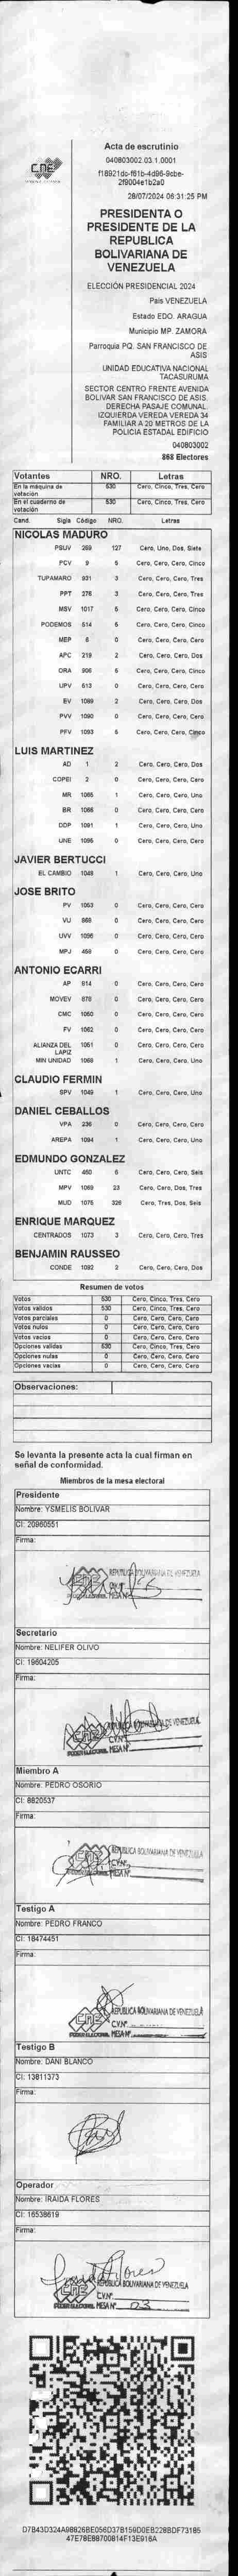 CNE
Acta de escrutinio
040803002.03.1.0001
f18921dc-f61b-4d96-9cbe-
2f9004e1b2a0
28/07/2024 06:31:25 PM
PRESIDENTA O
PRESIDENTE DE LA
REPUBLICA
BOLIVARIANA DE
VENEZUELA
ELECCIÓN PRESIDENCIAL 2024
País VENEZUELA
Estado EDO. ARAGUA
Municipio MP. ZAMORA
Parroquia PQ. SAN FRANCISCO DE
ASIS
UNIDAD EDUCATIVA NACIONAL
TACASURUMA
SECTOR CENTRO FRENTE AVENIDA
BOLIVAR SAN FRANCISCO DE ASIS.
DERECHA PASAJE COMUNAL.
IZQUIERDA VEREDA VEREDA 34
FAMILIAR A 20 METROS DE LA
POLICIA ESTADAL EDIFICIO
040803002
868 Electores
Votantes NRO. Letras
En la máquina de votación 530 Cero, Cinco, Tres, Cero
En el cuaderno de votación 530 Cero, Cinco, Tres, Cero
Cand. Sigla Código NRO. Letras
NICOLAS MADURO
PSUV 269 127 Cero, Uno, Dos, Siete
PCV 9 5 Cero, Cero, Cero, Cinco
TUPAMARO 931 3 Cero, Cero, Cero, Tres
PPT 276 3 Cero, Cero, Cero, Tres
MSV 1017 5 Cero, Cero, Cero, Cinco
PODEMOS 514 5 Cero, Cero, Cero, Cinco
MEP 5 0 Cero, Cero, Cero, Cero
APC 219 2 Cero, Cero, Cero, Dos
ORA 906 5 Cero, Cero, Cero, Cinco
UPV 513 0 Cero, Cero, Cero, Cero
EV 1089 2 Cero, Cero, Cero, Dos
PVV 1090 0 Cero, Cero, Cero, Cero
PFV 1093 5 Cero, Cero, Cero, Cinco
LUIS MARTINEZ
AD 1 2 Cero, Cero, Cero, Dos
COPEI 2 0 Cero, Cero, Cero, Cero
MR 1065 1 Cero, Cero, Cero, Uno
BR 1066 0 Cero, Cero, Cero, Cero
DDP 1091 1 Cero, Cero, Cero, Uno
UNE 1095 0 Cero, Cero, Cero, Cero
JAVIER BERTUCCI
EL CAMBIO 1048 1 Cero, Cero, Cero, Uno
JOSE BRITO
PV 1053 0 Cero, Cero, Cero, Cero
VU 968 0 Cero, Cero, Cero, Cero
UVV 1096 0 Cero, Cero, Cero, Cero
MPJ 458 0 Cero, Cero, Cero, Cero
ANTONIO ECARRI
AP 914 0 Cero, Cero, Cero, Cero
MOVEV 876 0 Cero, Cero, Cero, Cero
CMC 1050 0 Cero, Cero, Cero, Cero
FV 1062 0 Cero, Cero, Cero, Cero
ALIANZA DEL LAPIZ 1051 0 Cero, Cero, Cero, Cero
MIN UNIDAD 1068 1 Cero, Cero, Cero, Uno
CLAUDIO FERMIN
SPV 1049 1 Cero, Cero, Cero, Uno
DANIEL CEBALLOS
VPA 236 0 Cero, Cero, Cero, Cero
AREPA 1094 1 Cero, Cero, Cero, Uno
EDMUNDO GONZALEZ
UNTC 460 6 Cero, Cero, Cero, Seis
MPV 1069 23 Cero, Cero, Dos, Tres
MUD 1075 326 Cero, Tres, Dos, Seis
ENRIQUE MARQUEZ
CENTRADOS 1073 3 Cero, Cero, Cero, Tres
BENJAMIN RAUSSEO
CONDE 1092 2 Cero, Cero, Cero, Dos
Resumen de votos
Votos 530 Cero, Cinco, Tres, Cero
Votos validos 530 Cero, Cinco, Tres, Cero
Votos parciales 0 Cero, Cero, Cero, Cero
Votos nulos 0 Cero, Cero, Cero, Cero
Votos vacios 0 Cero, Cero, Cero, Cero
Opciones validas 530 Cero, Cinco, Tres, Cero
Opciones nulas 0 Cero, Cero, Cero, Cero
Opciones vacias 0 Cero, Cero, Cero, Cero
Observaciones:
Se levanta la presente acta la cual firman en
señal de conformidad.
Miembros de la mesa electoral
Presidente
Nombre: YSMELIS BOLIVAR
CI: 20960551
Firma:
REPUBLICA BOLIVARIANA DE VENEZUELA
Secretario
Nombre: NELIFER OLIVO
CI: 19604205
Firma:
CNE REPUBLICA BOLIVARIANA DE VENEZUELA
C.V.Nº
PODER ELECTORAL MESA Nº
Miembro A
Nombre: PEDRO OSORIO
CI: 8820537
Firma:
CNE REPUBLICA BOLIVARIANA DE VENEZUELA
C.V.Nº
PODER ELECTORAL MESA Nº
Testigo A
Nombre: PEDRO FRANCO
CI: 16474451
Firma:
CNE REPUBLICA BOLIVARIANA DE VENEZUELA
C.V.Nº
PODER ELECTORAL MESA Nº
Testigo B
Nombre: DANI BLANCO
CI: 13811373
Firma:
Operador
Nombre: IRAIDA FLORES
CI: 16538619
Firma:
Iraida Flores
CNE REPUBLICA BOLIVARIANA DE VENEZUELA
C.V.Nº
PODER ELECTORAL MESA Nº 03
D7B43D324A98826BE056D37B159D0EB228BDF73185
47E78E88700814F13E916A